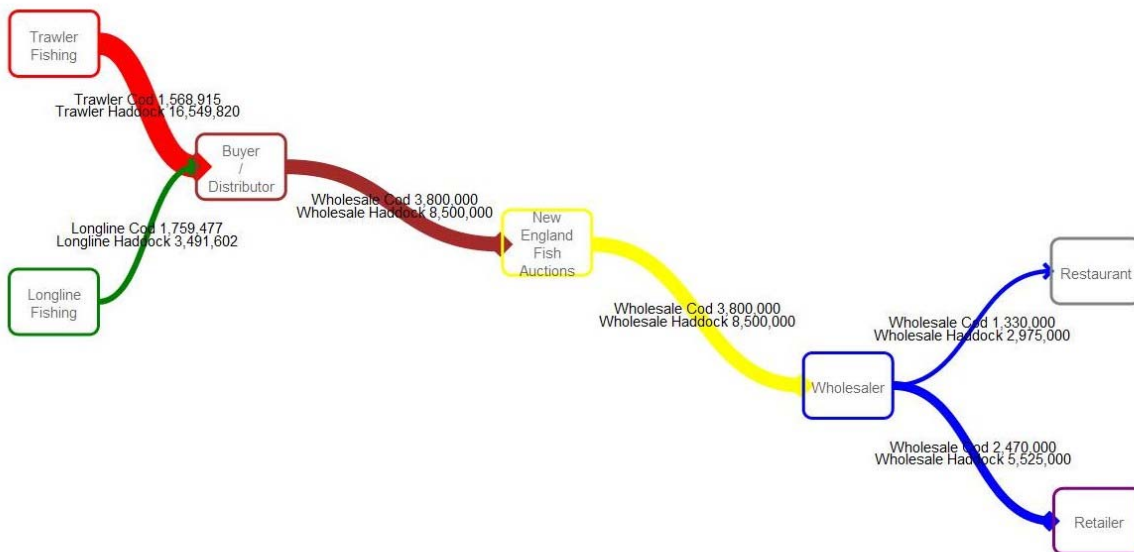 Trawler
Fishing
Trawler Cod 1,568,915
Trawler Haddock 16,549,820
Buyer
/
Distributor
Longline Cod 1,759,477
Longline Haddock 3,491,602
Longline
Fishing
Wholesale Cod 3,800,000
Wholesale Haddock 8,500,000
New
England
Fish
Auctions
Wholesale Cod 3,800,000
Wholesale Haddock 8,500,000
Wholesaler
Restaurant
Wholesale Cod 1,330,000
Wholesale Haddock 2,975,000
Wholesale Cod 2,470,000
Wholesale Haddock 5,525,000
Retailer